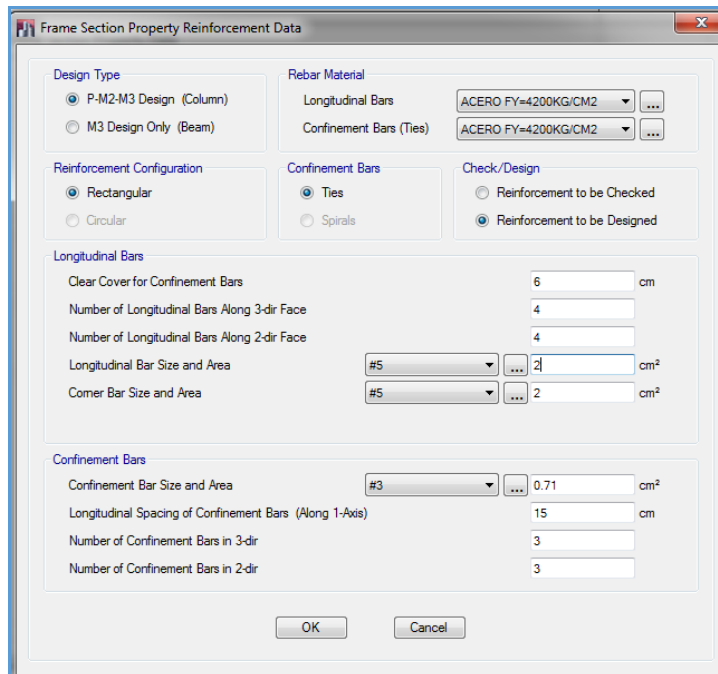 Frame Section Property Reinforcement Data
Design Type
P-M2-M3 Design (Column)
M3 Design Only (Beam)
Rebar Material
Longitudinal Bars ACERO FY=4200KG/CM2 ...
Confinement Bars (Ties) ACERO FY=4200KG/CM2 ...
Reinforcement Configuration
Rectangular
Circular
Confinement Bars
Ties
Spirals
Check/Design
Reinforcement to be Checked
Reinforcement to be Designed
Longitudinal Bars
Clear Cover for Confinement Bars 6 cm
Number of Longitudinal Bars Along 3-dir Face 4
Number of Longitudinal Bars Along 2-dir Face 4
Longitudinal Bar Size and Area #5 ... 2 cm²
Corner Bar Size and Area #5 ... 2 cm²
Confinement Bars
Confinement Bar Size and Area #3 ... 0.71 cm²
Longitudinal Spacing of Confinement Bars (Along 1-Axis) 15 cm
Number of Confinement Bars in 3-dir 3
Number of Confinement Bars in 2-dir 3
OK Cancel